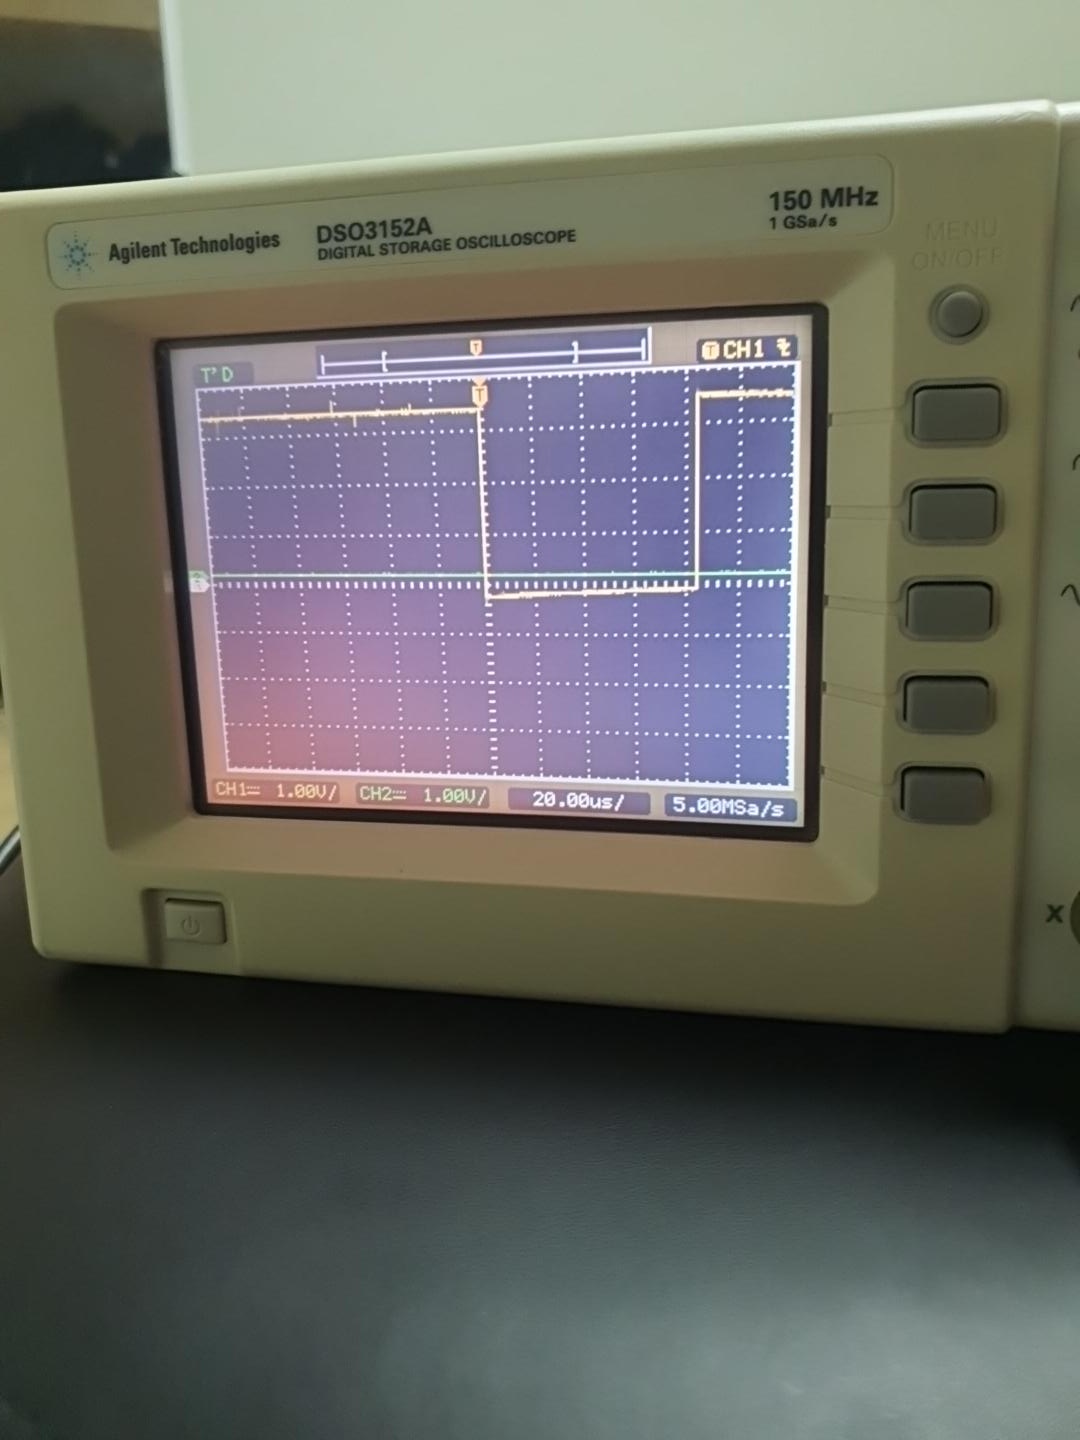 Agilent Technologies
DSO3152A
DIGITAL STORAGE OSCILLOSCOPE
150 MHz
1 GSa/s
MENU
ON/OFF
T'D
T
T CH1
T
CH1 1.00V/
CH2 1.00V/
20.00us/
5.00MSa/s
X